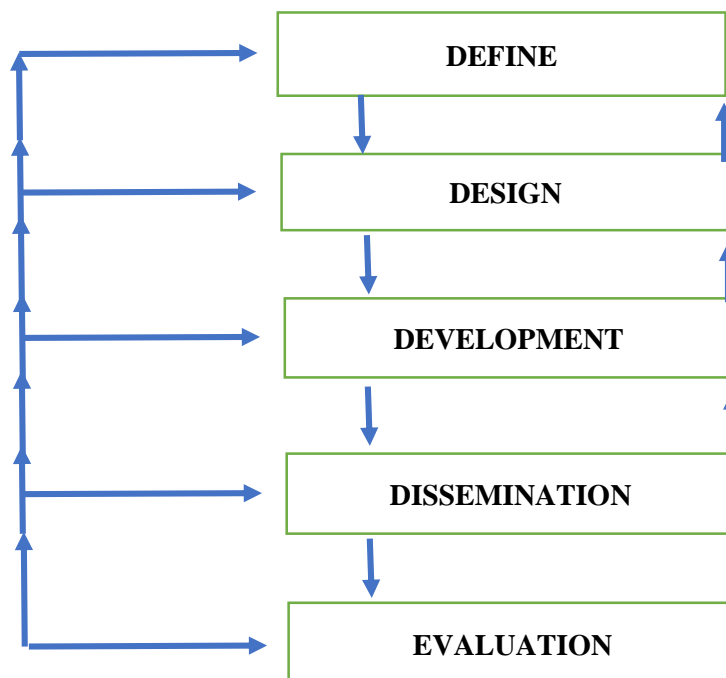 DEFINE
DESIGN
DEVELOPMENT
DISSEMINATION
EVALUATION